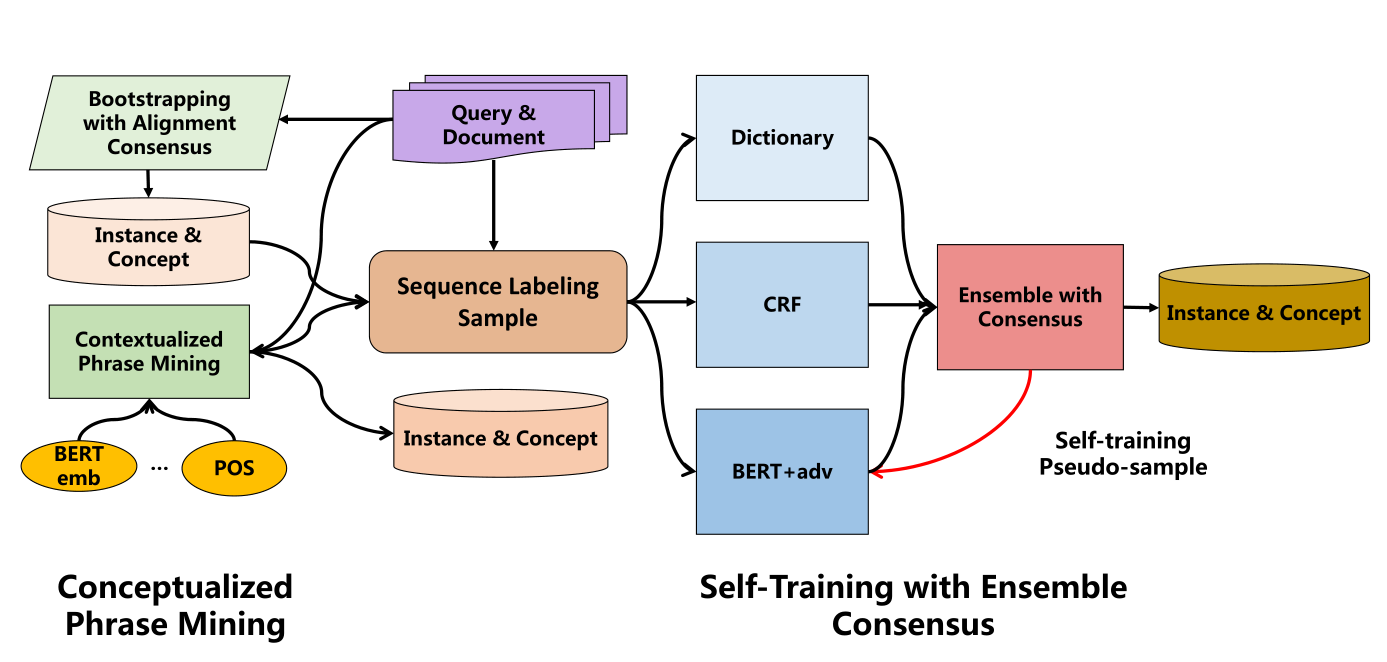 Bootstrapping
with Alignment
Consensus
Query &
Document
Dictionary
Instance &
Concept
Sequence Labeling
Sample
CRF
Ensemble with
Consensus
Instance & Concept
Contextualized
Phrase Mining
Instance & Concept
BERT
emb
...
POS
BERT+adv
Self-training
Pseudo-sample
Conceptualized
Phrase Mining
Self-Training with Ensemble
Consensus